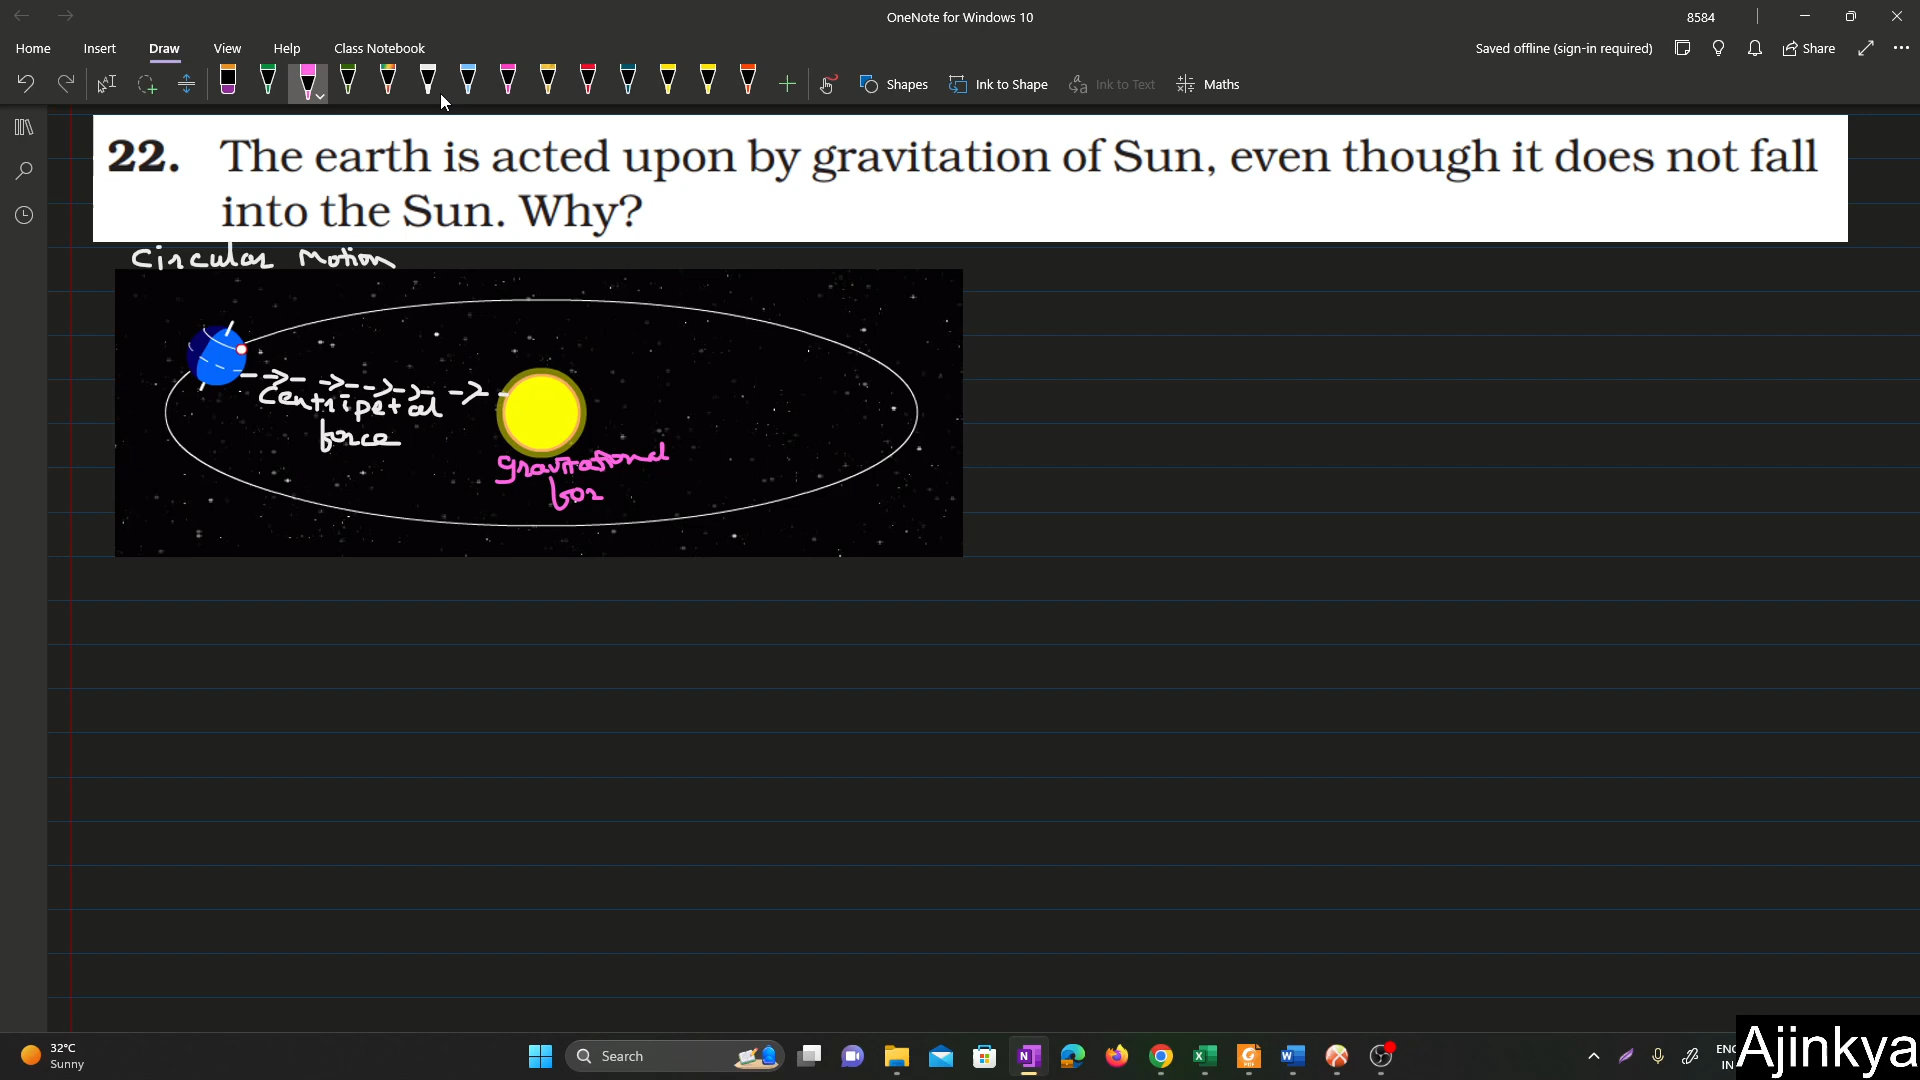 OneNote for Windows 10
8584
Home Insert Draw View Help Class Notebook
Saved offline (sign-in required) Share
Shapes Ink to Shape Ink to Text Maths
22. The earth is acted upon by gravitation of Sun, even though it does not fall
into the Sun. Why?
Circular Motion
Centripetal
force
gravitational
for
32°C
Sunny
Search
ENG
IN
Ajinkya